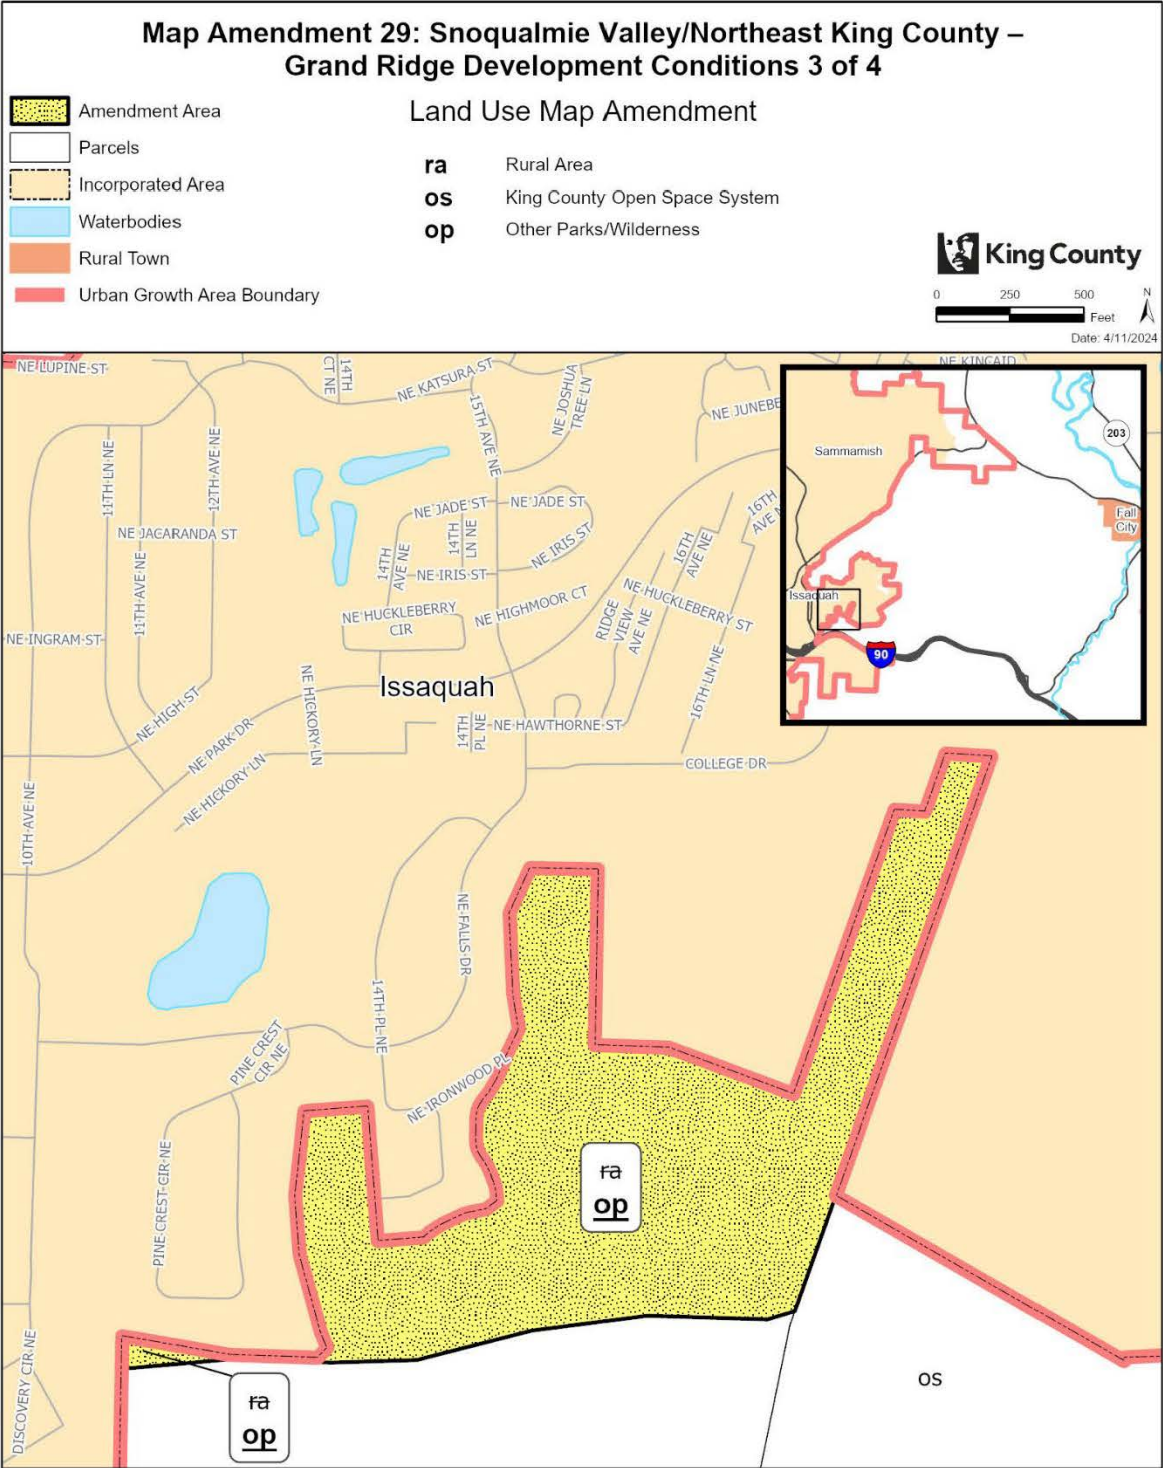 Map Amendment 29: Snoqualmie Valley/Northeast King County –
Grand Ridge Development Conditions 3 of 4
Land Use Map Amendment
Amendment Area
Parcels
Incorporated Area
Waterbodies
Rural Town
Urban Growth Area Boundary
ra Rural Area
os King County Open Space System
op Other Parks/Wilderness
King County
0 250 500
Feet
N
Date: 4/11/2024
NE LUPINE ST
14TH
CT NE
NE KATSURA ST
NE JOSHUA
TREE LN
NE KINCAID
NE JUNEBE
15TH AVE NE
11TH LN NE
12TH AVE NE
NE JACARANDA ST
11TH AVE NE
NE JADE ST
NE JADE ST
14TH
LN NE
14TH
AVE NE
NE IRIS ST
NE IRIS ST
16TH
AVE NE
16TH
AVE N
NE HUCKLEBERRY
CIR
NE HIGHMOOR CT
NE HUCKLEBERRY ST
RIDGE
VIEW
AVE NE
NE INGRAM ST
NE HIGH ST
NE PARK DR
NE HICKORY LN
NE HICKORY LN
Issaquah
14TH
PL NE
NE HAWTHORNE ST
16TH LN NE
COLLEGE DR
10TH AVE NE
NE FALLS DR
14TH PL NE
PINE CREST
CIR NE
NE IRONWOOD PL
PINE CREST CIR NE
DISCOVERY CIR NE
ra
op
ra
op
os
Sammamish
203
Fall
City
Issaquah
90